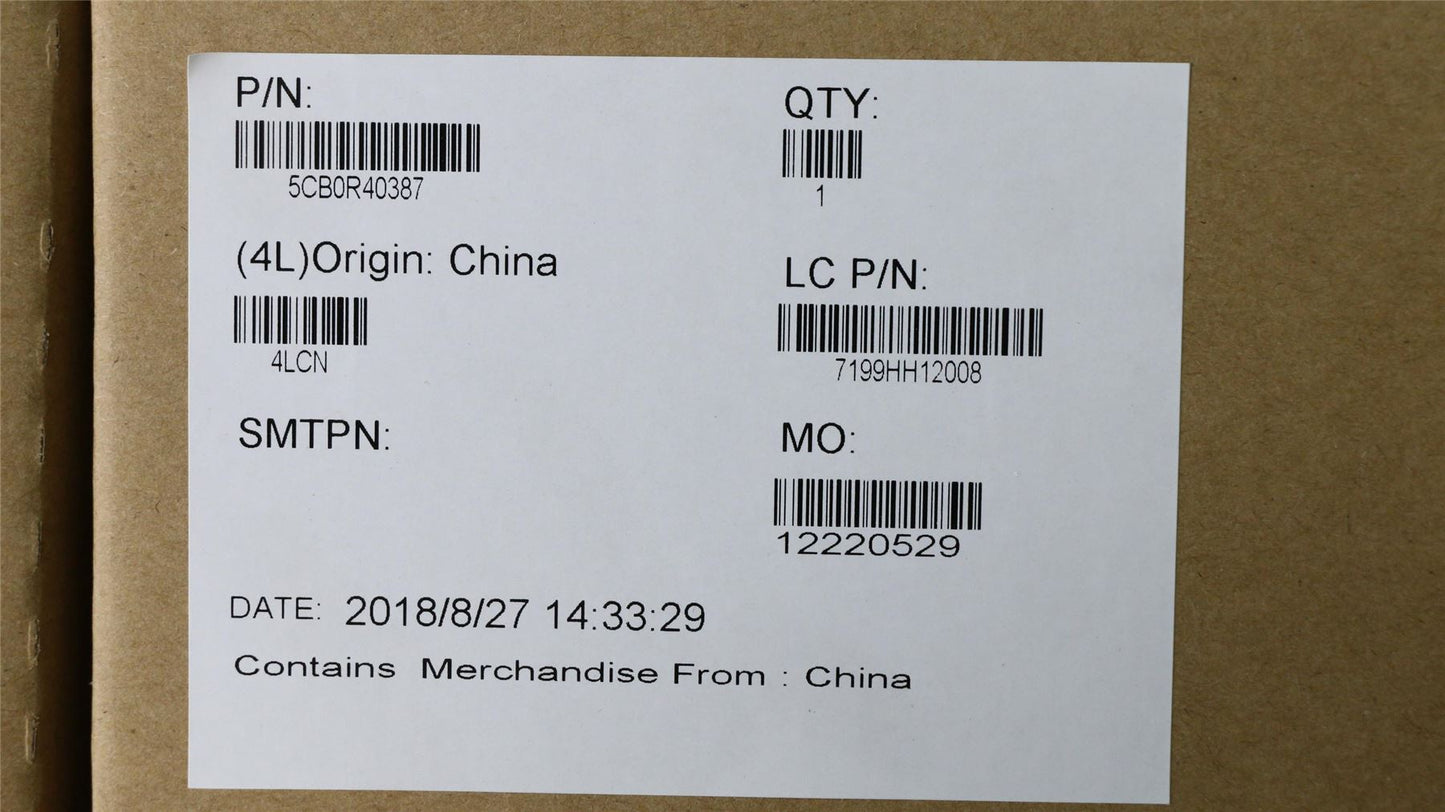 P/N:
5CB0R40387
QTY:
1
(4L)Origin: China
4LCN
LC P/N:
7199HH12008
SMTPN:
MO:
12220529
DATE: 2018/8/27 14:33:29
Contains Merchandise From : China